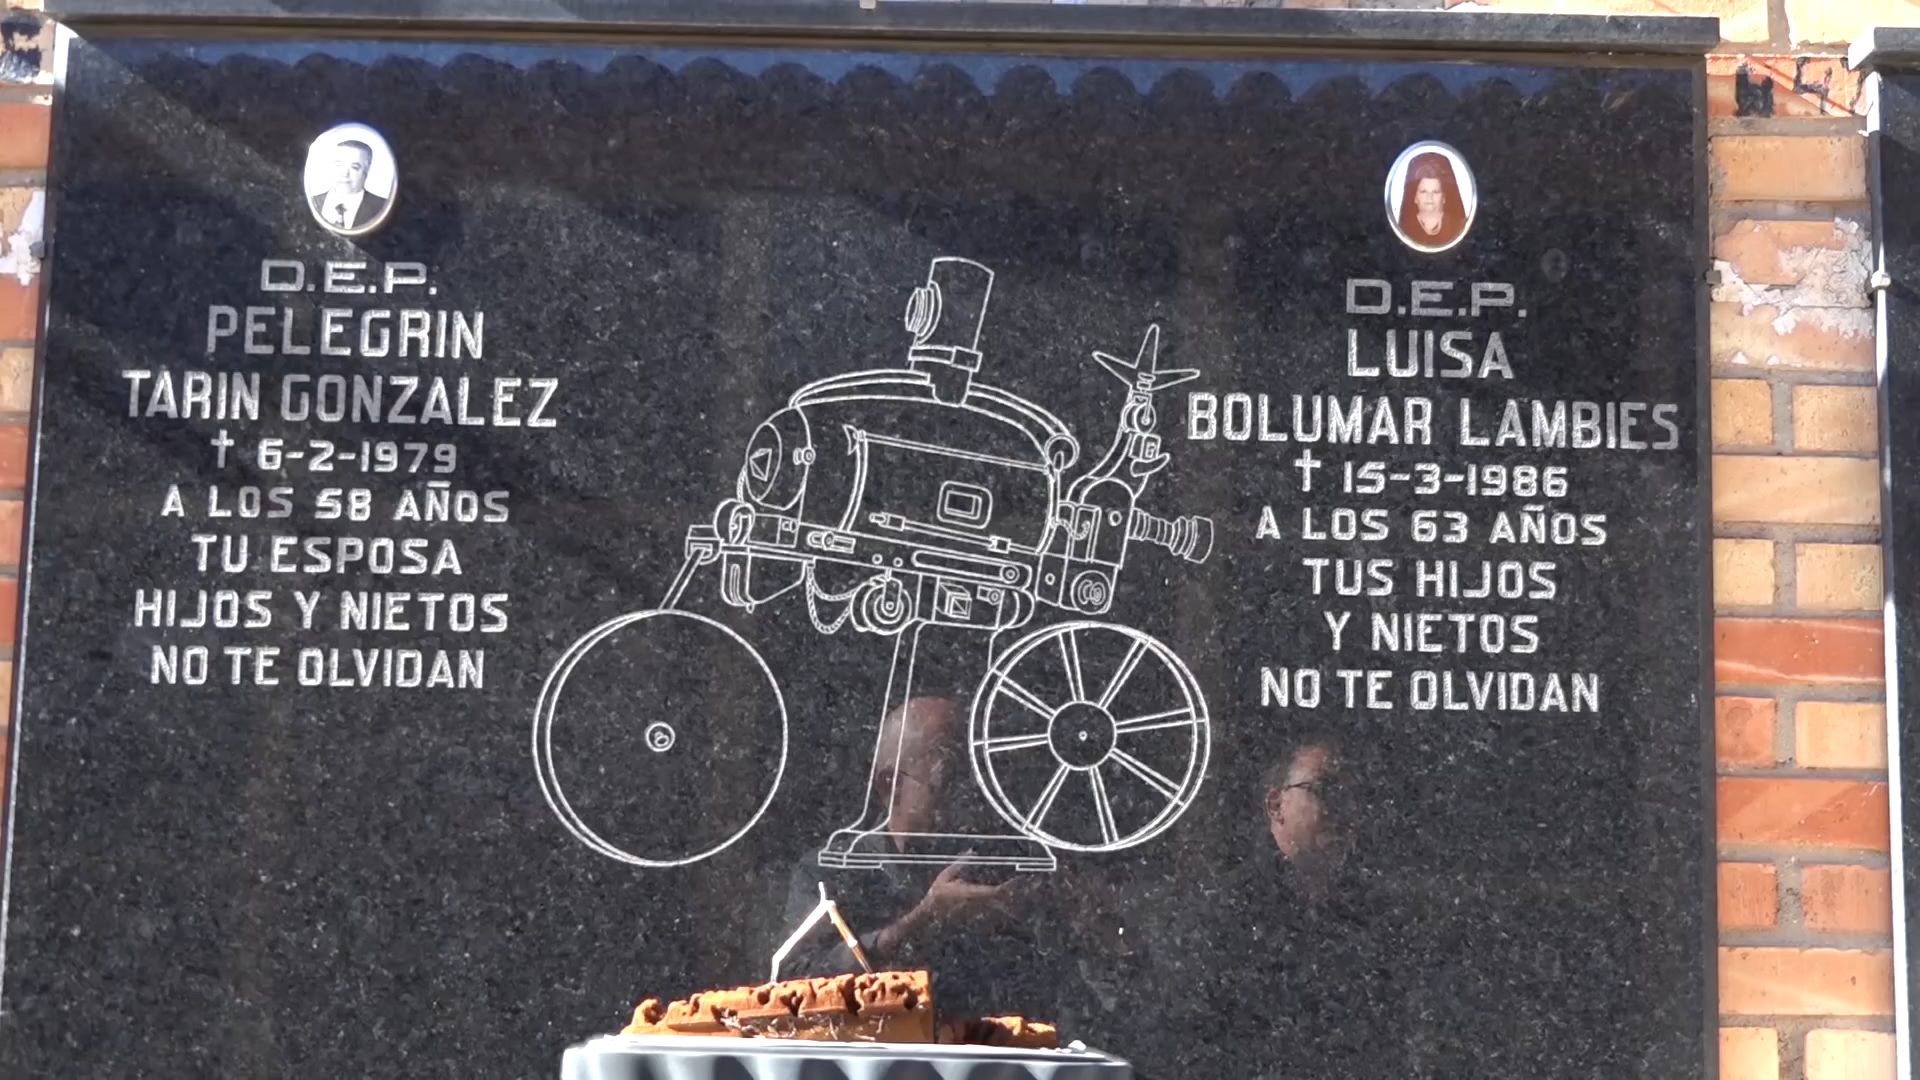 D.E.P.
PELEGRIN
TARIN GONZALEZ
† 6-2-1979
A LOS 58 AÑOS
TU ESPOSA
HIJOS Y NIETOS
NO TE OLVIDAN
D.E.P.
LUISA
BOLUMAR LAMBIES
† 15-3-1986
A LOS 63 AÑOS
TUS HIJOS
Y NIETOS
NO TE OLVIDAN